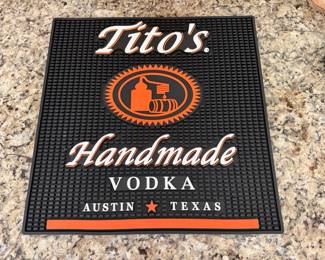 Tito's.
Handmade
VODKA
AUSTIN ★ TEXAS